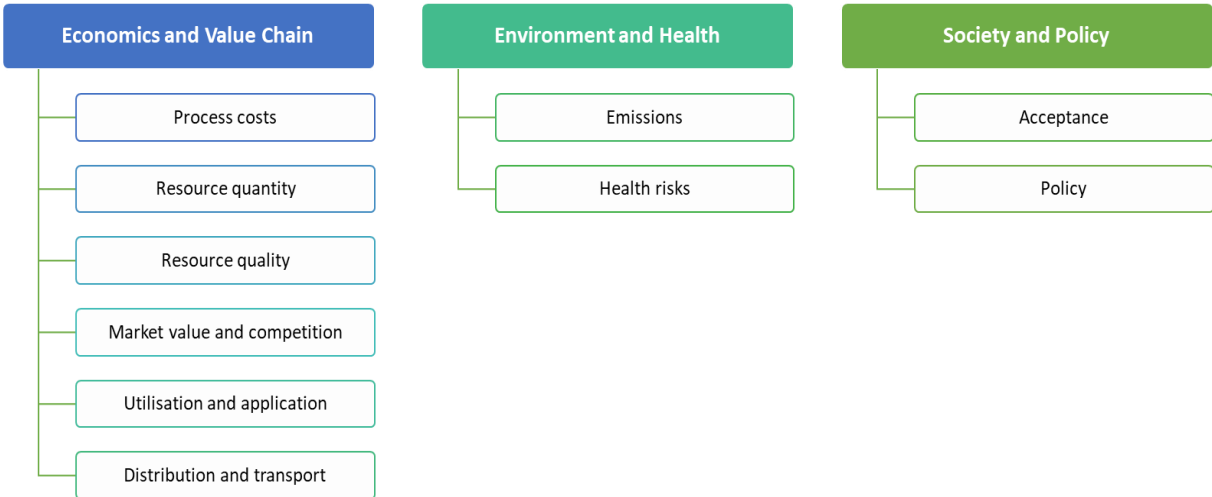 Economics and Value Chain
Process costs
Resource quantity
Resource quality
Market value and competition
Utilisation and application
Distribution and transport
Environment and Health
Emissions
Health risks
Society and Policy
Acceptance
Policy